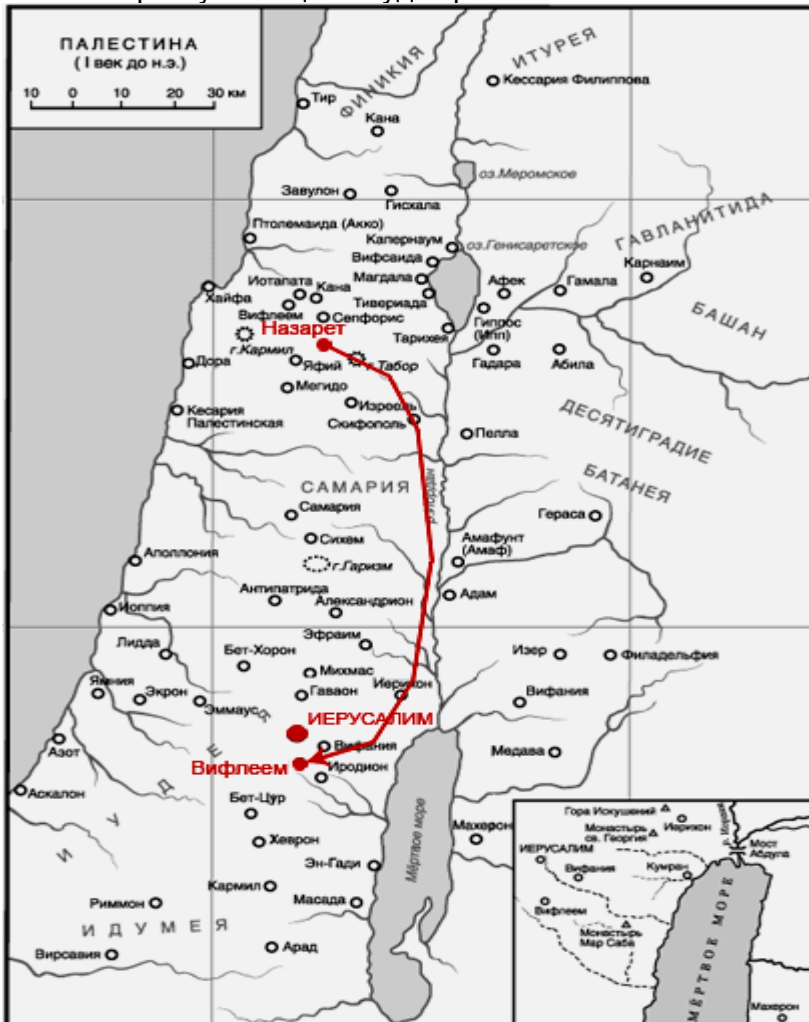 ПАЛЕСТИНА
(I век до н.э.)
10 0 10 20 30 км
ИТУРЕЯ
ФИНИКИЯ
Кессария Филиппова
Тир
Кана
оз.Меромское
Завулон
Гисхала
ГАВЛАНИТИДА
Птолемаида (Акко)
Капернаум
оз.Генисаретское
Вифсаида
Карнаим
Иотапата
Кана
Магдала
Афек
Гамала
Хайфа
Вифлеем
Сепфорис
Тивериада
Гиппос
(Ипп)
БАШАН
Назарет
Тарихея
г.Кармил
Дора
Яфий
г.Табор
Гадара
Абила
Мегидо
Изреель
Кесария
Палестинская
Скифополь
Пелла
ДЕСЯТИГРАДИЕ
БАТАНЕЯ
САМАРИЯ
р.Иордан
Самария
Гераса
Сихем
Амафунт
(Амаф)
Аполлония
г.Гаризм
Антипатрида
Александрион
Адам
Иоппия
Эфраим
Лидда
Бет-Хорон
Изер
Филадельфия
Михмас
Ямния
Экрон
Эммаус
Гаваон
Иерихон
Вифания
ИЕРУСАЛИМ
Азот
Вифания
Медава
Вифлеем
Иродион
Аскалон
Бет-Цур
ИУДЕЯ
Мёртвое море
Махерон
Хеврон
Эн-Гади
Кармил
Риммон
Масада
ИДУМЕЯ
Вирсавия
Арад
Гора Искушений
Иерихон
р. Иордан
Монастырь
св. Георгия
ИЕРУСАЛИМ
Мост
Абдула
Вифания
Кумран
Вифлеем
Монастырь
Мар Саба
МЁРТВОЕ МОРЕ
Махерон